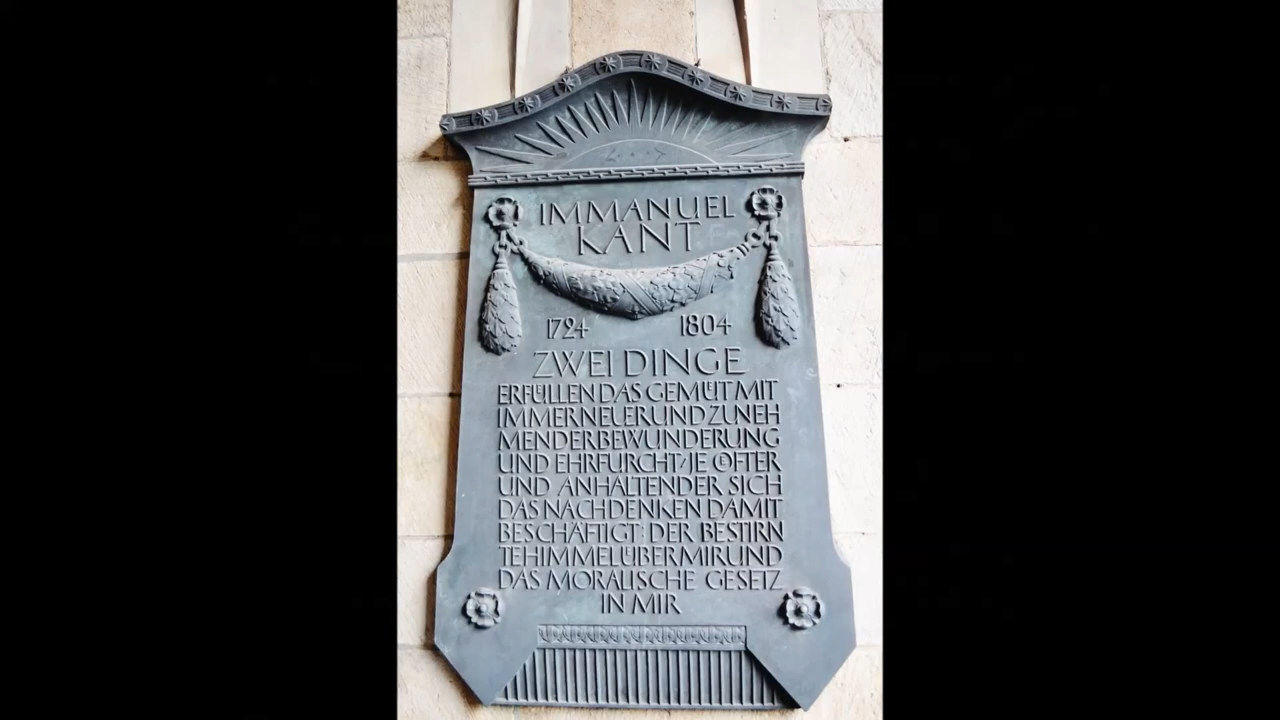 IMMANUEL
KANT
1724 1804
ZWEI DINGE
ERFÜLLEN DAS GEMÜT MIT
IMMER NEUER UND ZUNEH
MENDER BEWUNDERUNG
UND EHRFURCHT, JE ÖFTER
UND ANHALTENDER SICH
DAS NACHDENKEN DAMIT
BESCHÄFTIGT: DER BESTIRN
TE HIMMEL ÜBER MIR UND
DAS MORALISCHE GESETZ
IN MIR